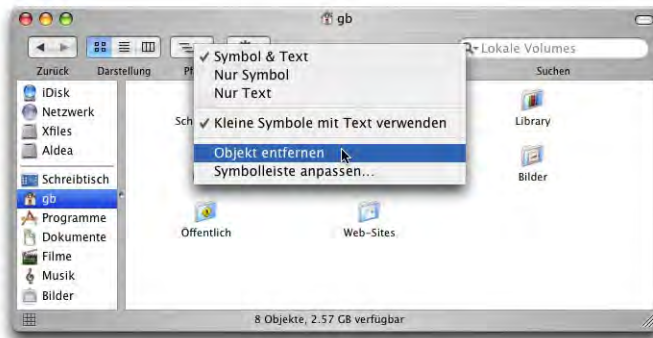 gb
Lokale Volumes
Zurück Darstellung Suchen
✓ Symbol & Text
Nur Symbol
Nur Text
✓ Kleine Symbole mit Text verwenden
Objekt entfernen
Symbolleiste anpassen...
iDisk
Netzwerk
Xfiles
Aldea
Schreibtisch
gb
Programme
Dokumente
Filme
Musik
Bilder
Library
Bilder
Öffentlich Web-Sites
8 Objekte, 2.57 GB verfügbar